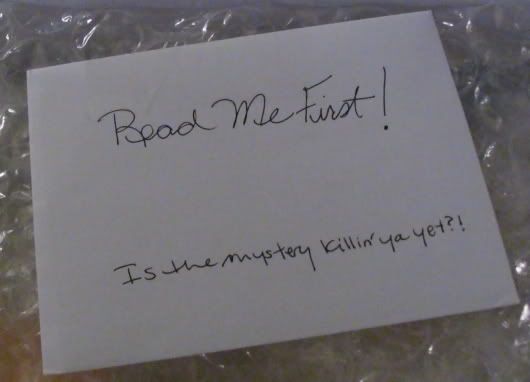 Read Me First!
Is the mystery killin' ya yet?!